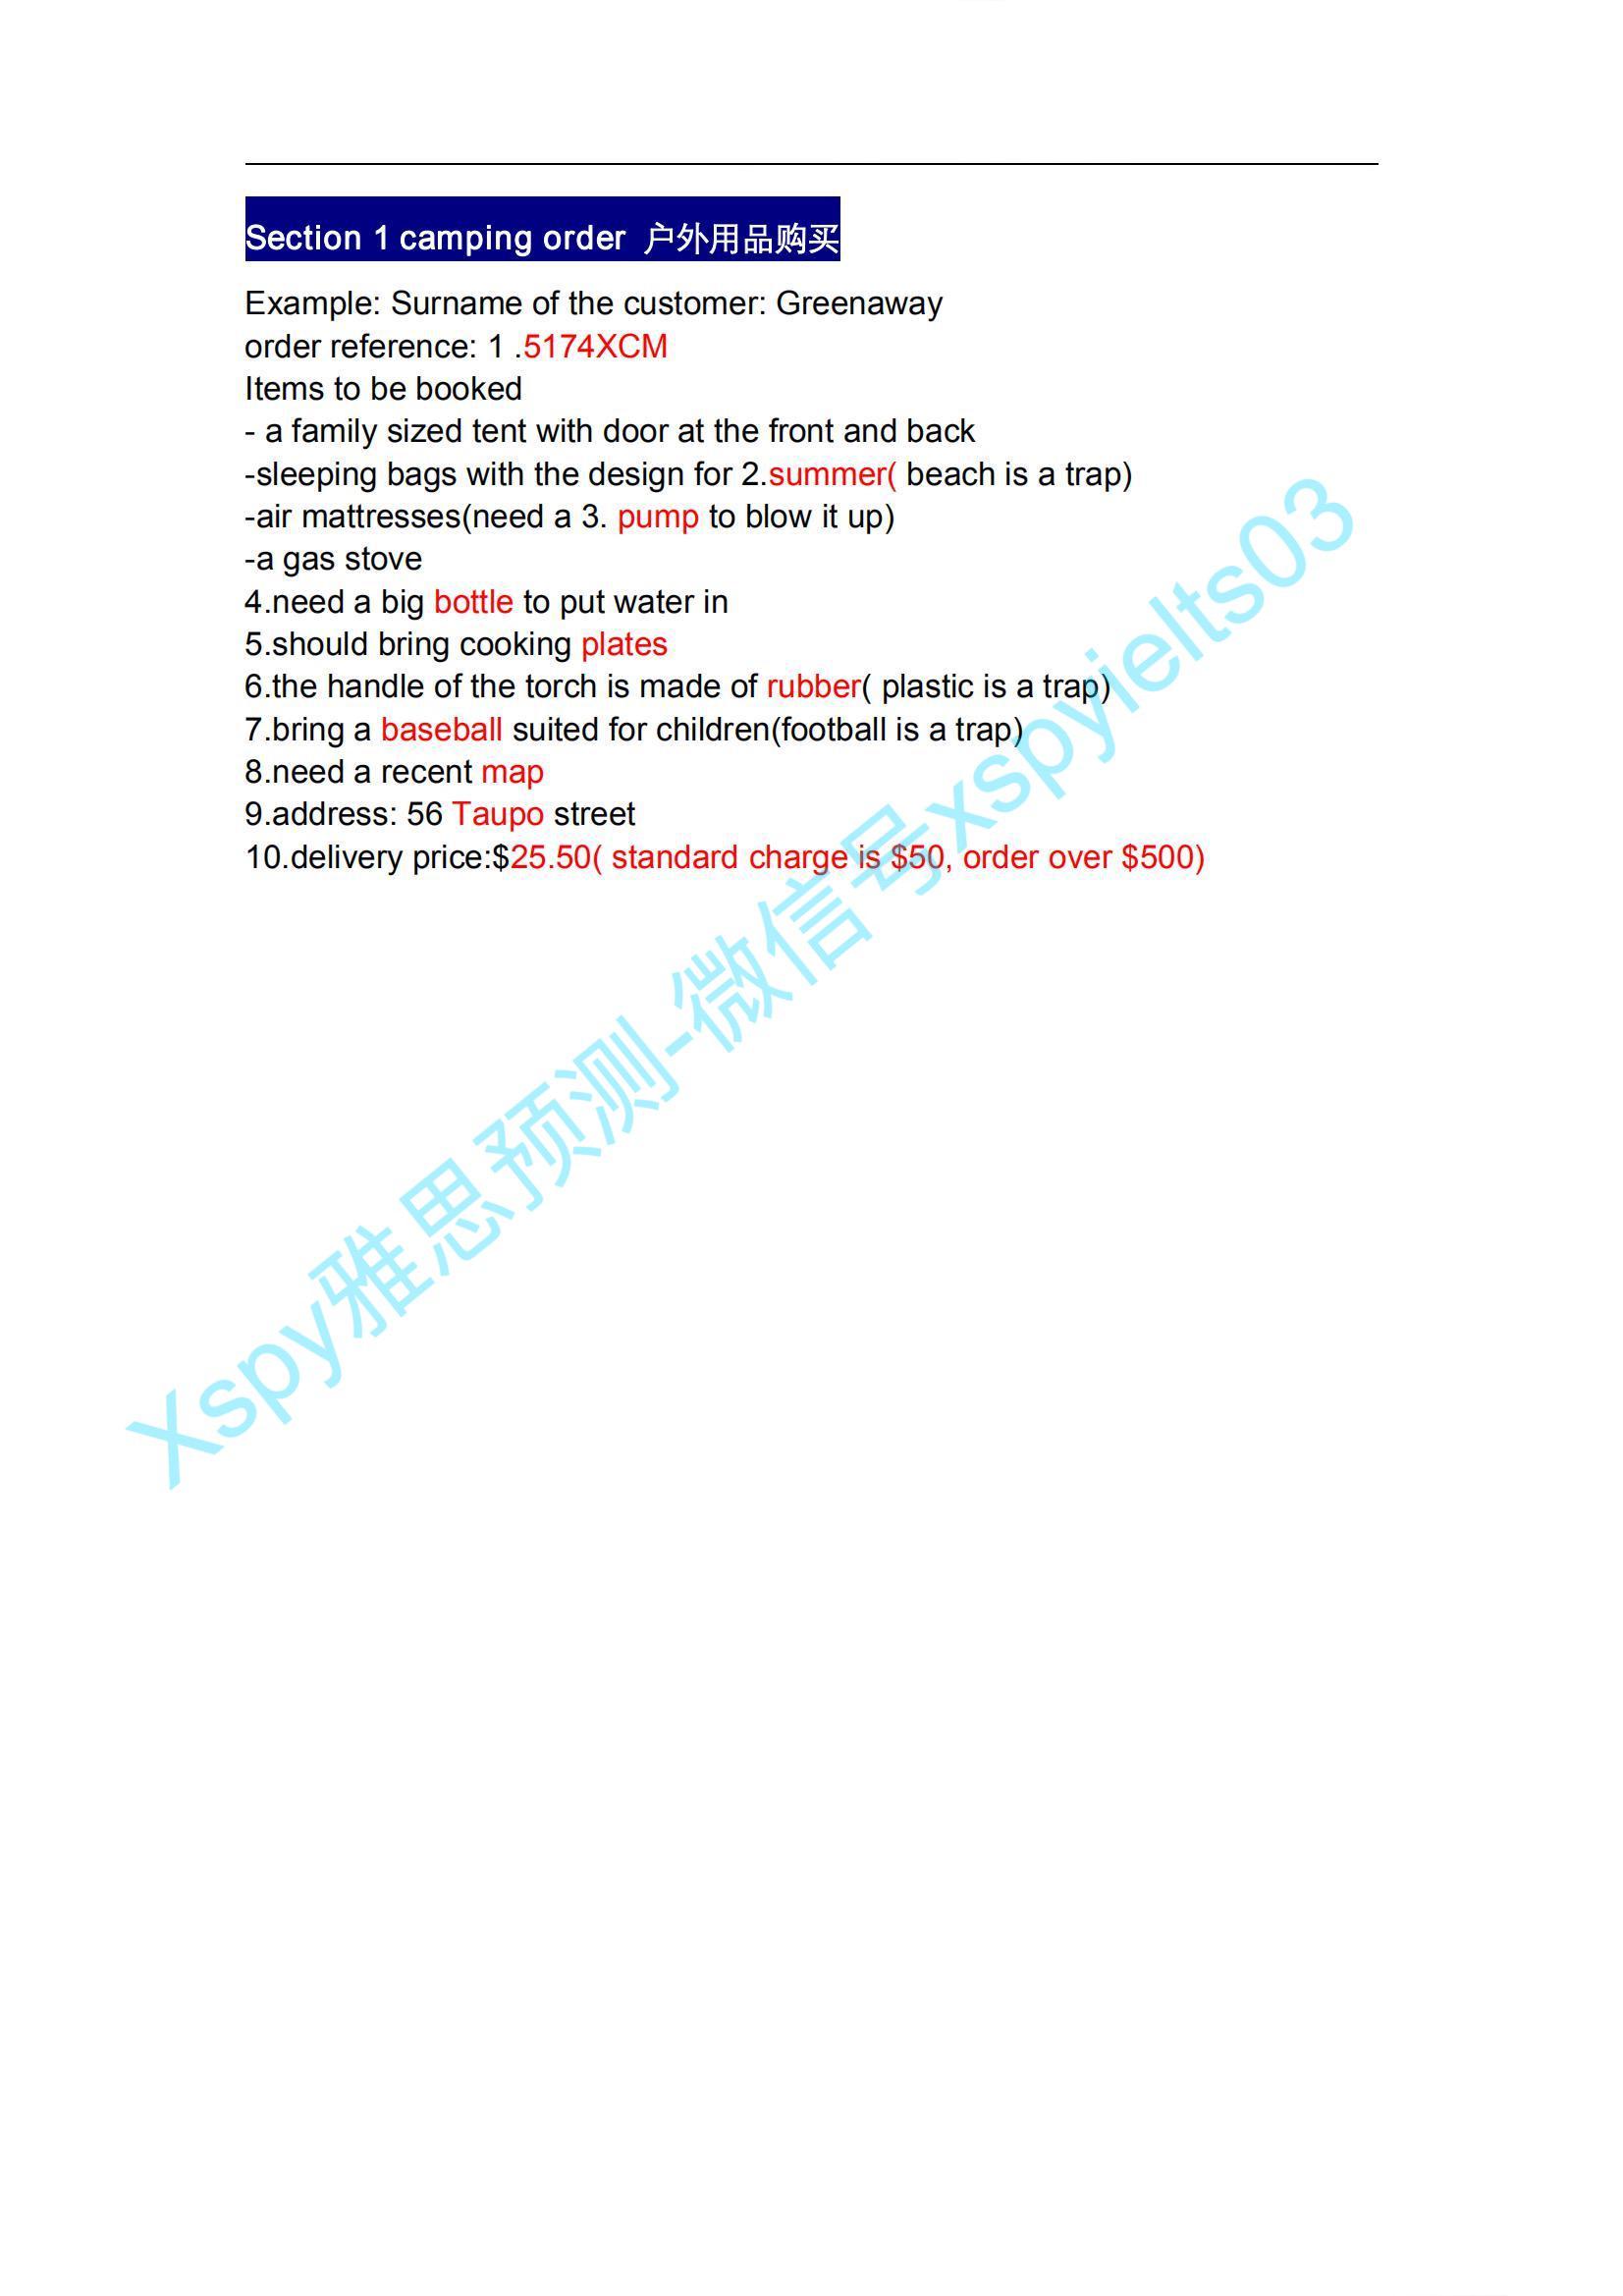 Section 1 camping order 户外用品购买
Example: Surname of the customer: Greenaway
order reference: 1 .5174XCM
Items to be booked
- a family sized tent with door at the front and back
-sleeping bags with the design for 2.summer( beach is a trap)
-air mattresses(need a 3. pump to blow it up)
-a gas stove
4.need a big bottle to put water in
5.should bring cooking plates
6.the handle of the torch is made of rubber( plastic is a trap)
7.bring a baseball suited for children(football is a trap)
8.need a recent map
9.address: 56 Taupo street
10.delivery price:$25.50( standard charge is $50, order over $500)
Xspy雅思预测-微信号xspyielts03